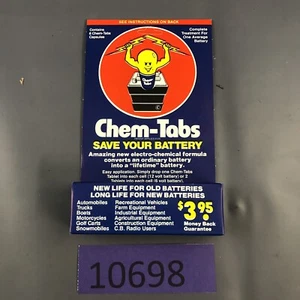 SEE INSTRUCTIONS ON BACK
Contains
6 Chem-Tabs
Capsules
Complete
Treatment For
One Average
Battery
Chem-Tabs
SAVE YOUR BATTERY
Amazing new electro-chemical formula
converts an ordinary battery
into a "lifetime" battery.
Easy application. Simply drop one Chem Tabs
Tablet into each cell (12 volt battery) or 2
Tablets into each cell (6 volt battery).
NEW LIFE FOR OLD BATTERIES
LONG LIFE FOR NEW BATTERIES
Automobiles
Trucks
Boats
Motorcycles
Golf Carts
Snowmobiles
Recreational Vehicles
Farm Equipment
Industrial Equipment
Agricultural Equipment
Construction Equipment
C.B. Radio Users
$3.95
Money Back
Guarantee
10698